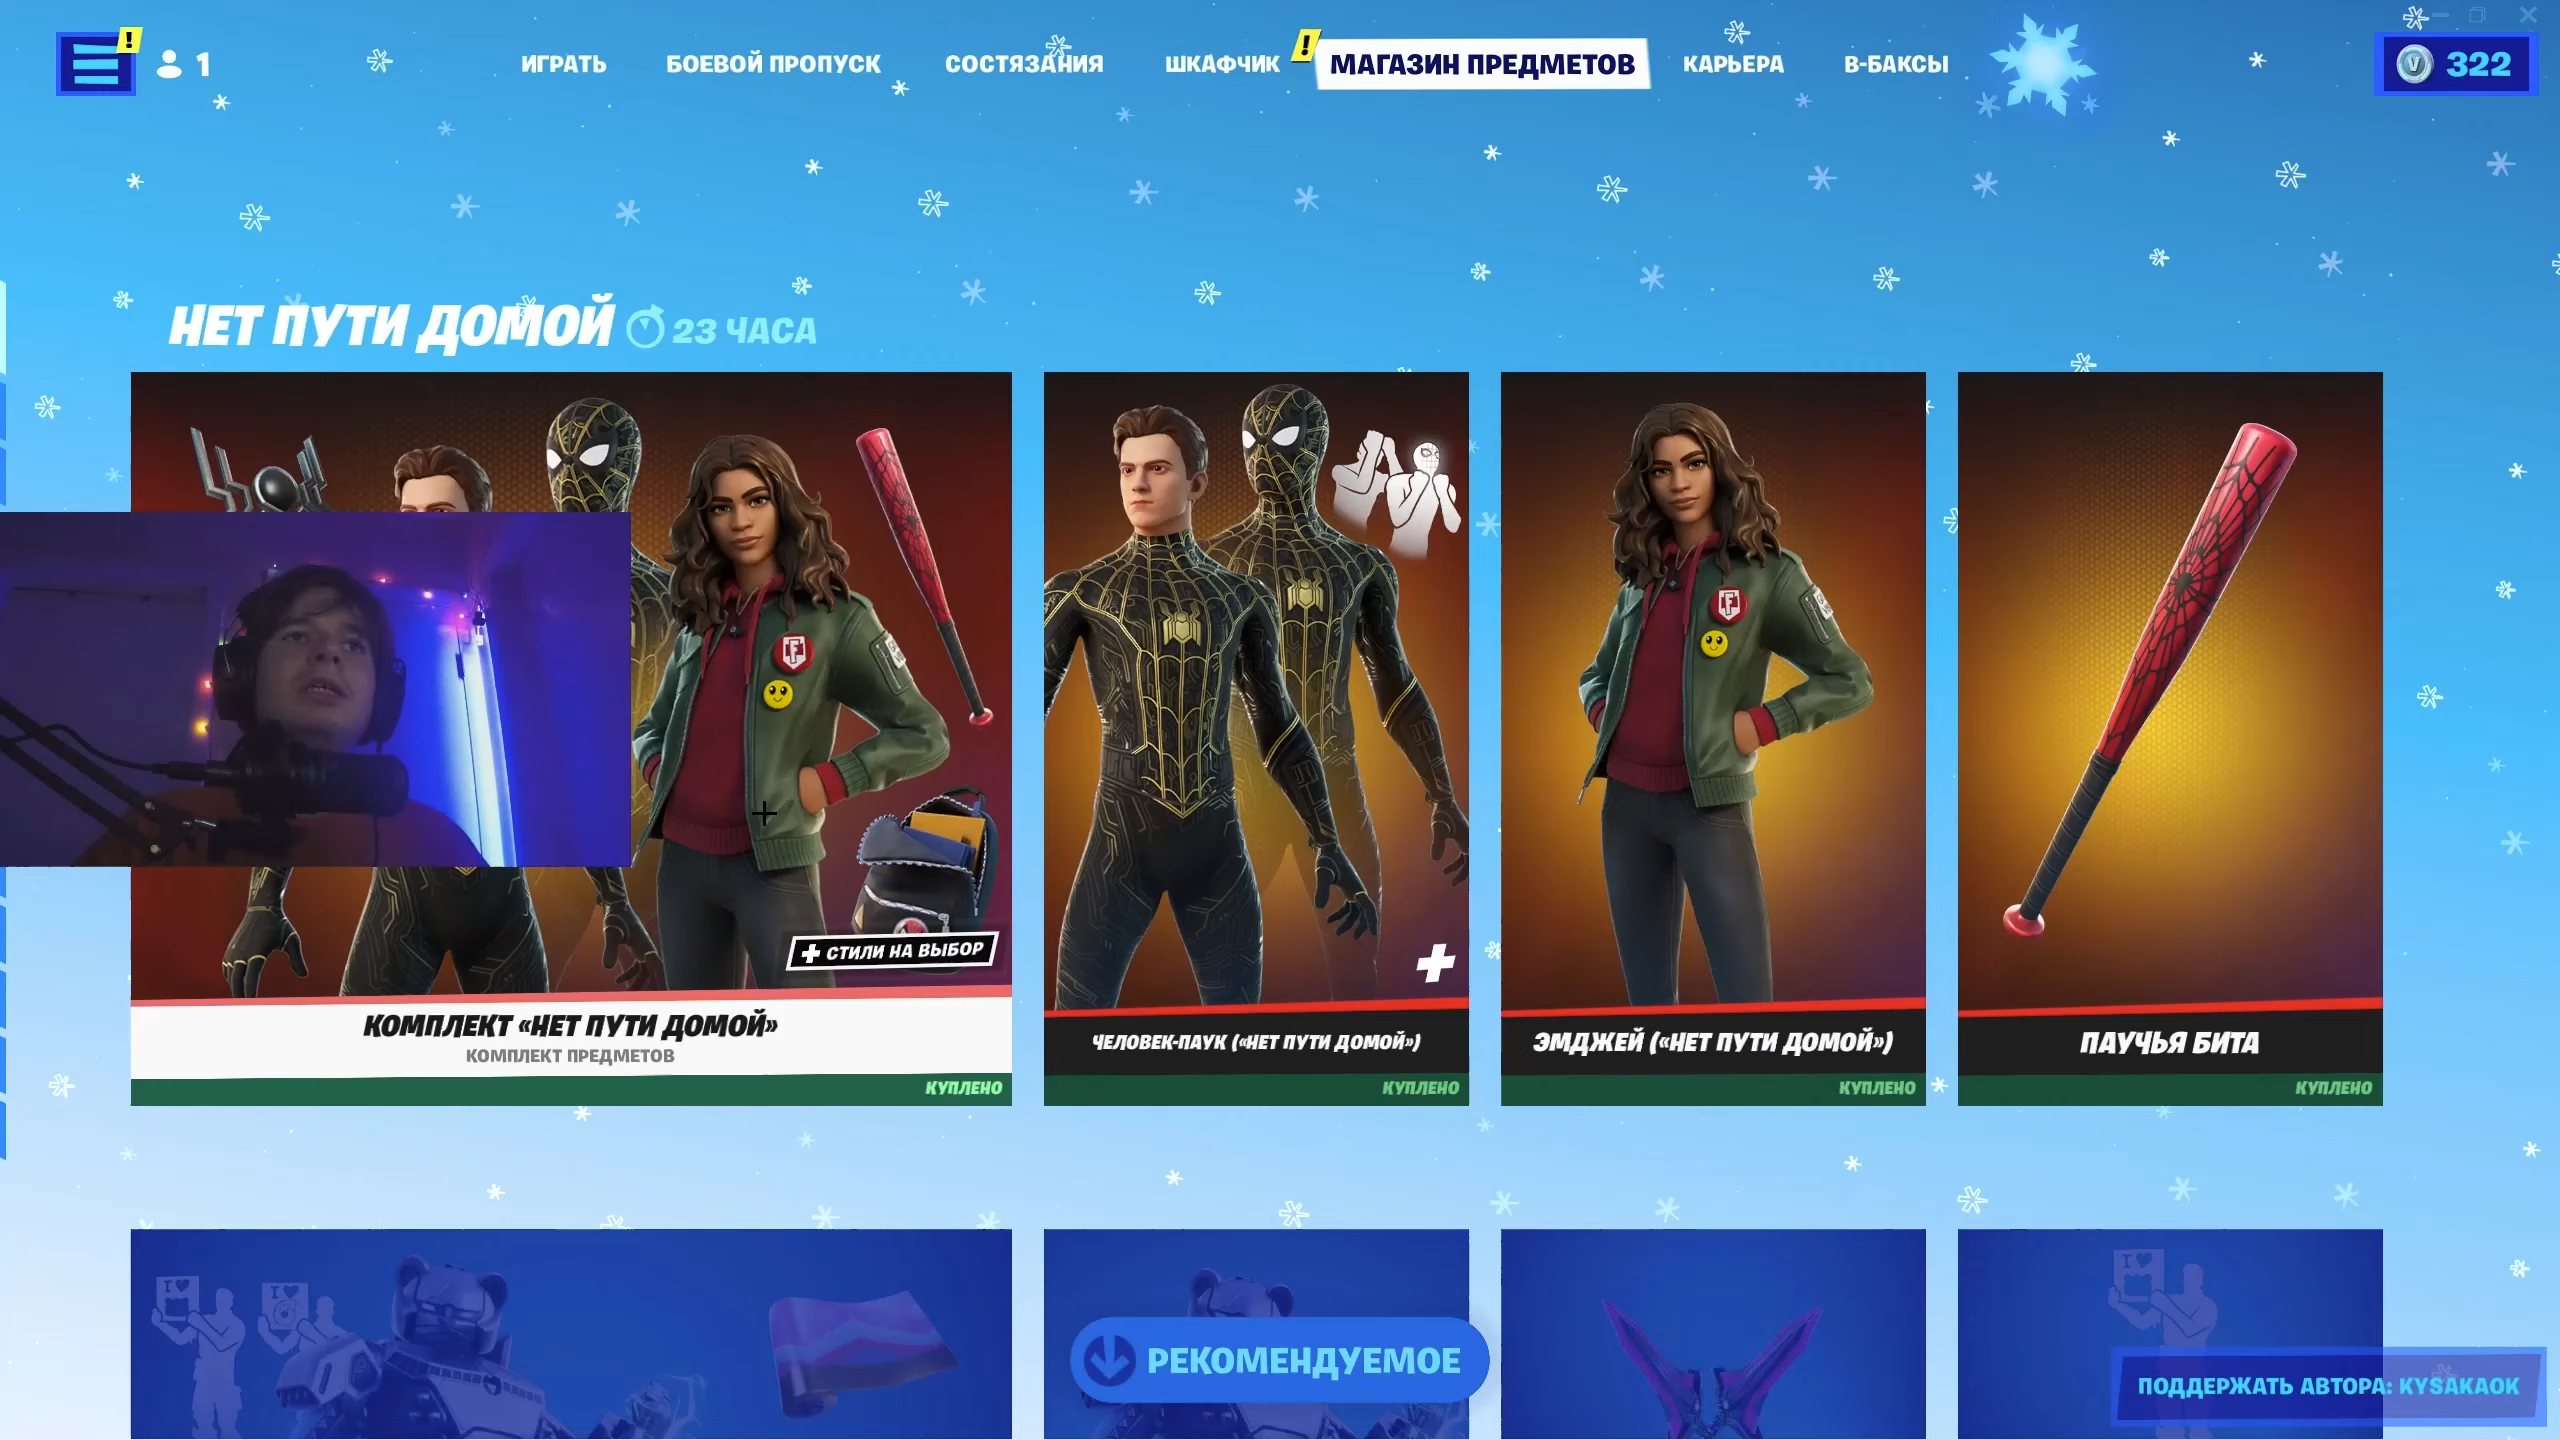 !
1
ИГРАТЬ
БОЕВОЙ ПРОПУСК
СОСТЯЗАНИЯ
ШКАФЧИК
!
МАГАЗИН ПРЕДМЕТОВ
КАРЬЕРА
В-БАКСЫ
V 322
НЕТ ПУТИ ДОМОЙ
23 ЧАСА
+ СТИЛИ НА ВЫБОР
КОМПЛЕКТ «НЕТ ПУТИ ДОМОЙ»
КОМПЛЕКТ ПРЕДМЕТОВ
КУПЛЕНО
ЧЕЛОВЕК-ПАУК («НЕТ ПУТИ ДОМОЙ»)
КУПЛЕНО
ЭМДЖЕЙ («НЕТ ПУТИ ДОМОЙ»)
КУПЛЕНО
ПАУЧЬЯ БИТА
КУПЛЕНО
РЕКОМЕНДУЕМОЕ
ПОДДЕРЖАТЬ АВТОРА: KYSAKAOK